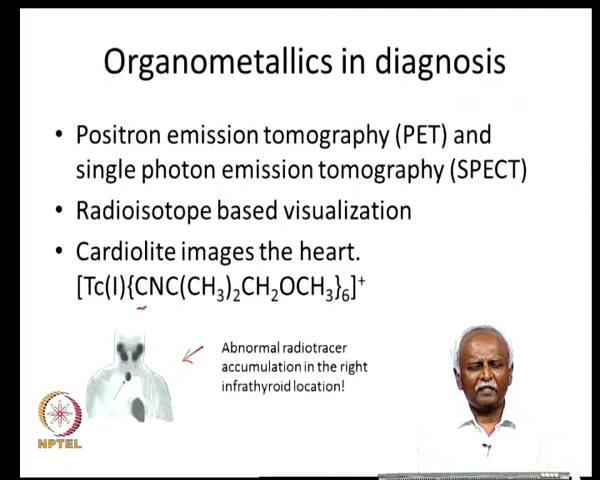 Organometallics in diagnosis
• Positron emission tomography (PET) and
single photon emission tomography (SPECT)
• Radioisotope based visualization
• Cardiolite images the heart.
[Tc(I){CNC(CH₃)₂CH₂OCH₃}₆]⁺
Abnormal radiotracer
accumulation in the right
infrathyroid location!
NPTEL